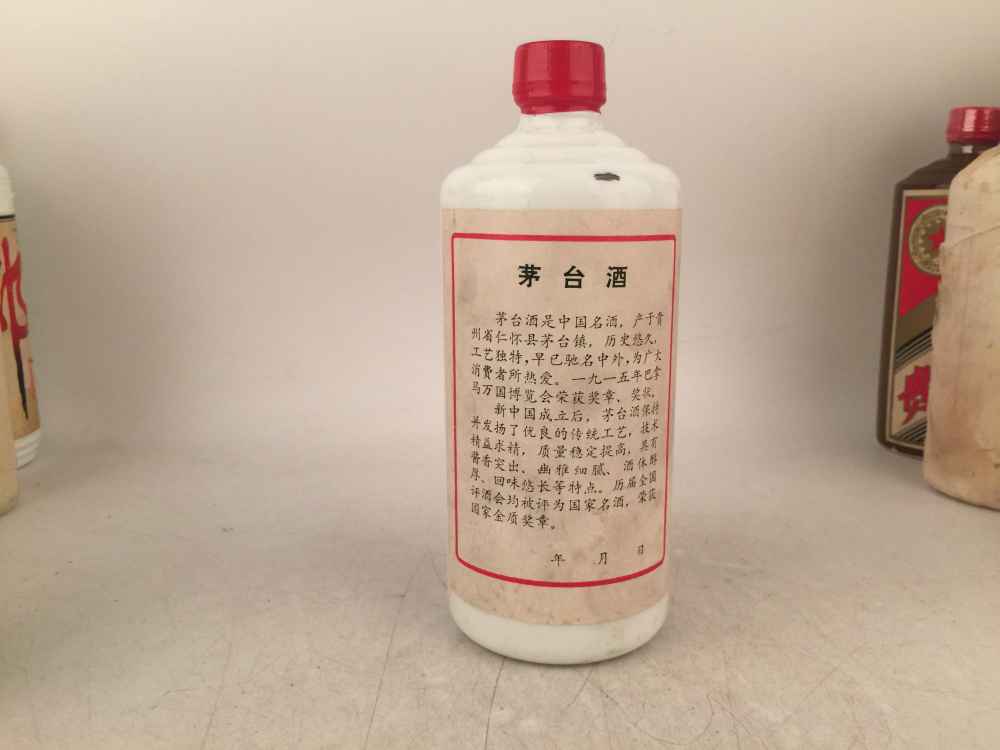 茅台酒
茅台酒是中国名酒，产于贵
州省仁怀县茅台镇，历史悠久，
工艺独特，早已驰名中外，为广大
消费者所热爱。一九一五年巴拿
马万国博览会荣获奖章、奖状。
新中国成立后，茅台酒保持
并发扬了优良的传统工艺，技术
精益求精，质量稳定提高，具有
酱香突出、幽雅细腻、酒体醇
厚、回味悠长等特点。历届全国
评酒会均被评为国家名酒，荣获
国家金质奖章。
年 月 日